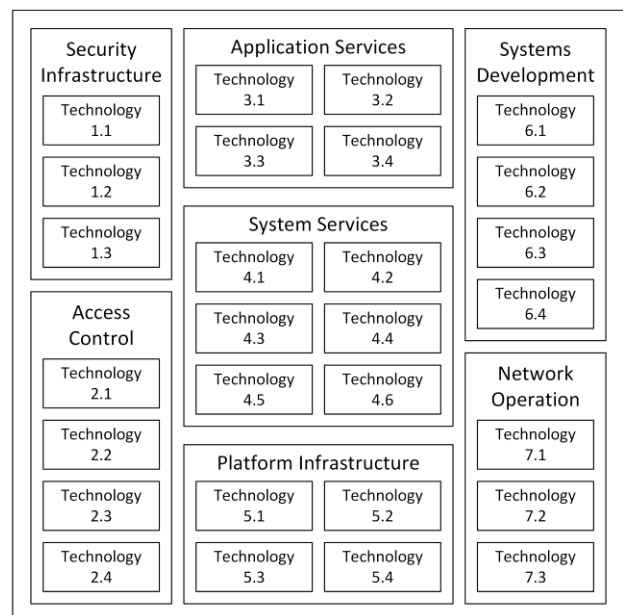 Security
Infrastructure
Technology
1.1
Technology
1.2
Technology
1.3
Access
Control
Technology
2.1
Technology
2.2
Technology
2.3
Technology
2.4
Application Services
Technology
3.1
Technology
3.2
Technology
3.3
Technology
3.4
System Services
Technology
4.1
Technology
4.2
Technology
4.3
Technology
4.4
Technology
4.5
Technology
4.6
Platform Infrastructure
Technology
5.1
Technology
5.2
Technology
5.3
Technology
5.4
Systems
Development
Technology
6.1
Technology
6.2
Technology
6.3
Technology
6.4
Network
Operation
Technology
7.1
Technology
7.2
Technology
7.3